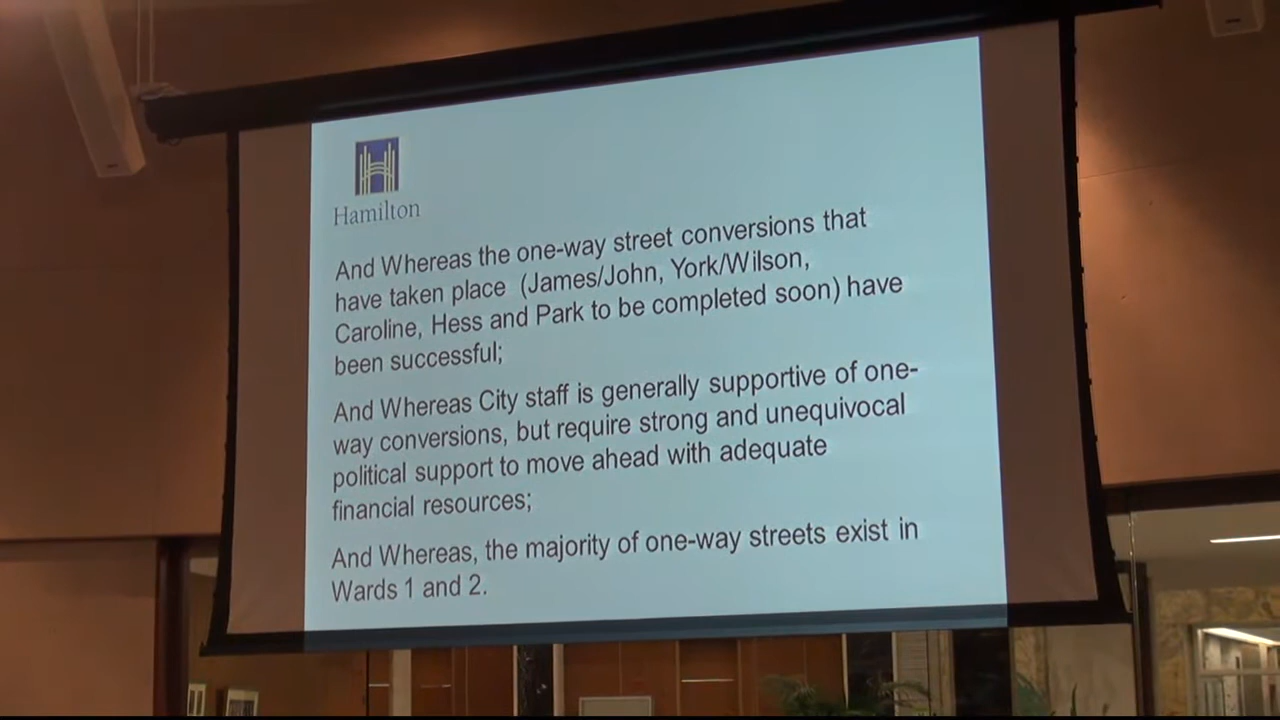 Hamilton
And Whereas the one-way street conversions that
have taken place (James/John, York/Wilson,
Caroline, Hess and Park to be completed soon) have
been successful;
And Whereas City staff is generally supportive of one-
way conversions, but require strong and unequivocal
political support to move ahead with adequate
financial resources;
And Whereas, the majority of one-way streets exist in
Wards 1 and 2.